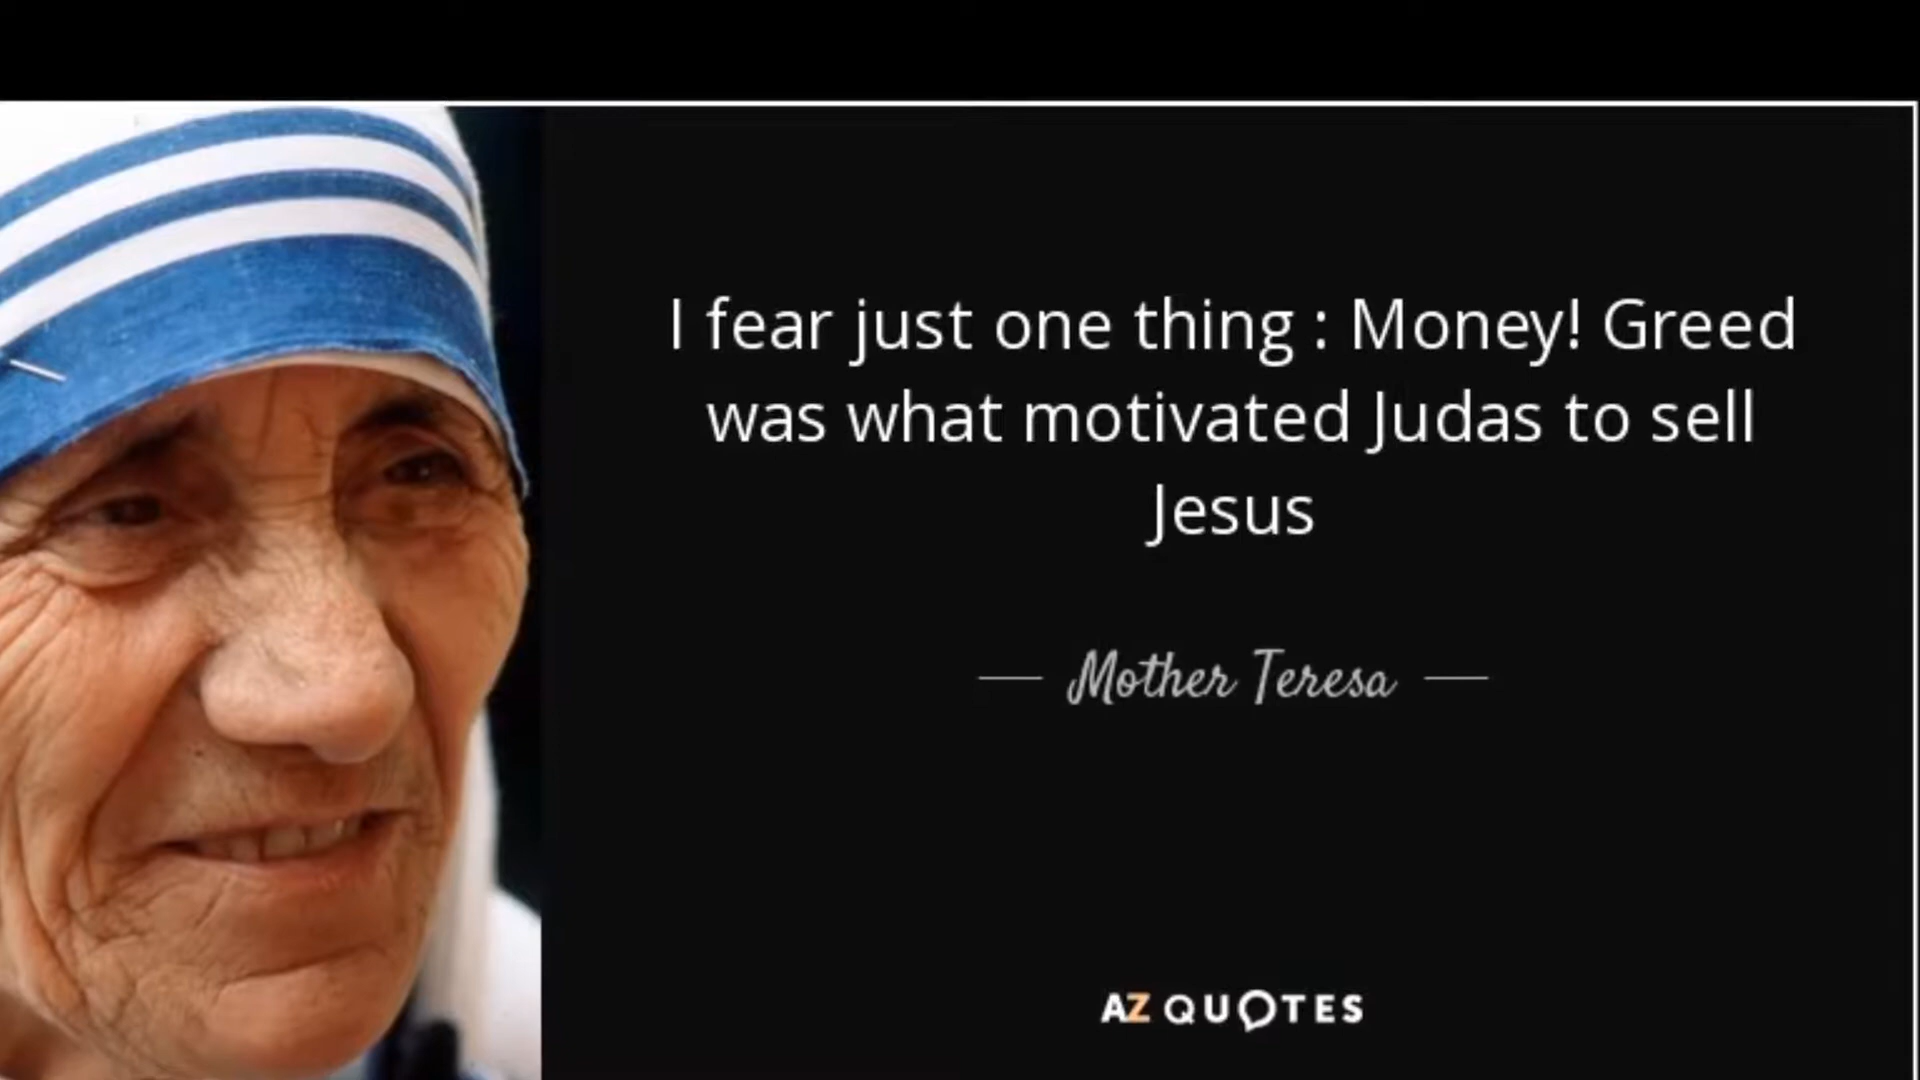 I fear just one thing : Money! Greed
was what motivated Judas to sell
Jesus
Mother Teresa
AZ QUOTES